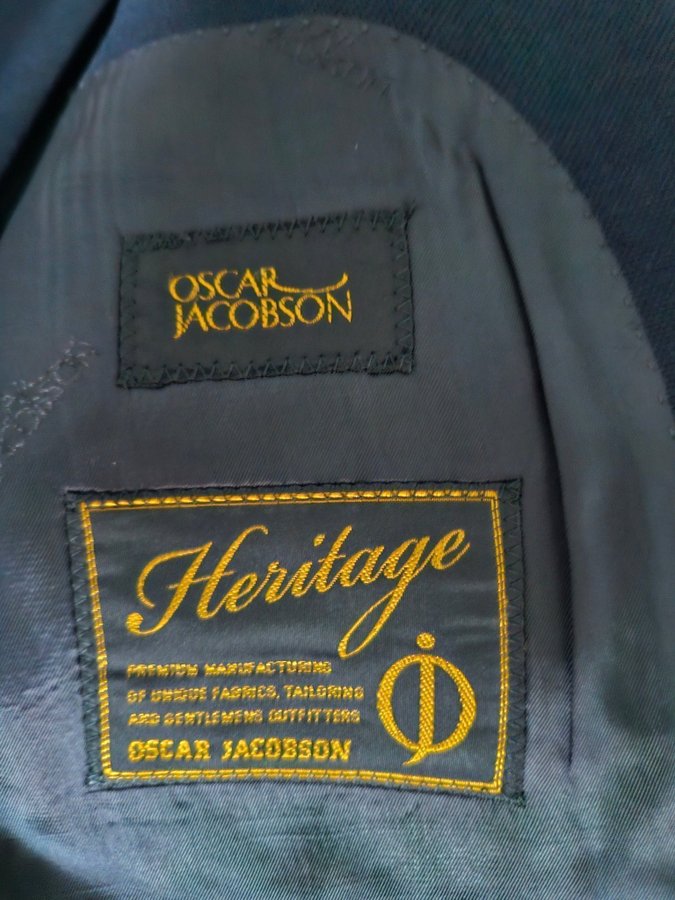 OSCAR
JACOBSON
Heritage
PREMIUM MANUFACTURING
OF UNIQUE FABRICS, TAILORING
AND GENTLEMENS OUTFITTERS
OSCAR JACOBSON